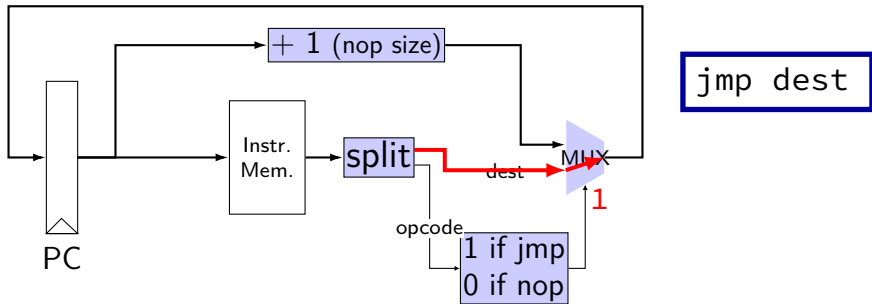 + 1 (nop size)
jmp dest
Instr.
Mem.
split
MUX
dest
1
opcode
1 if jmp
0 if nop
PC